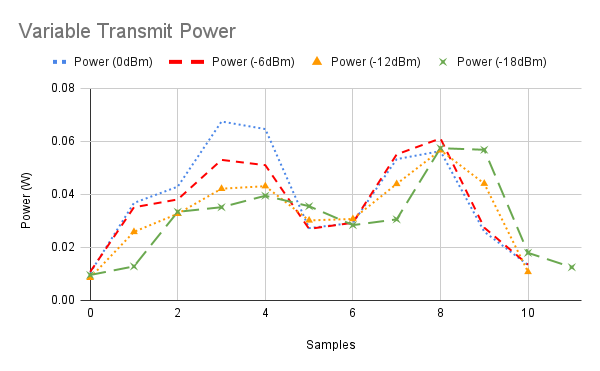 Variable Transmit Power
Power (0dBm) Power (-6dBm) Power (-12dBm) Power (-18dBm)
0.08
0.06
0.04
0.02
0.00
Power (W)
0 2 4 6 8 10
Samples